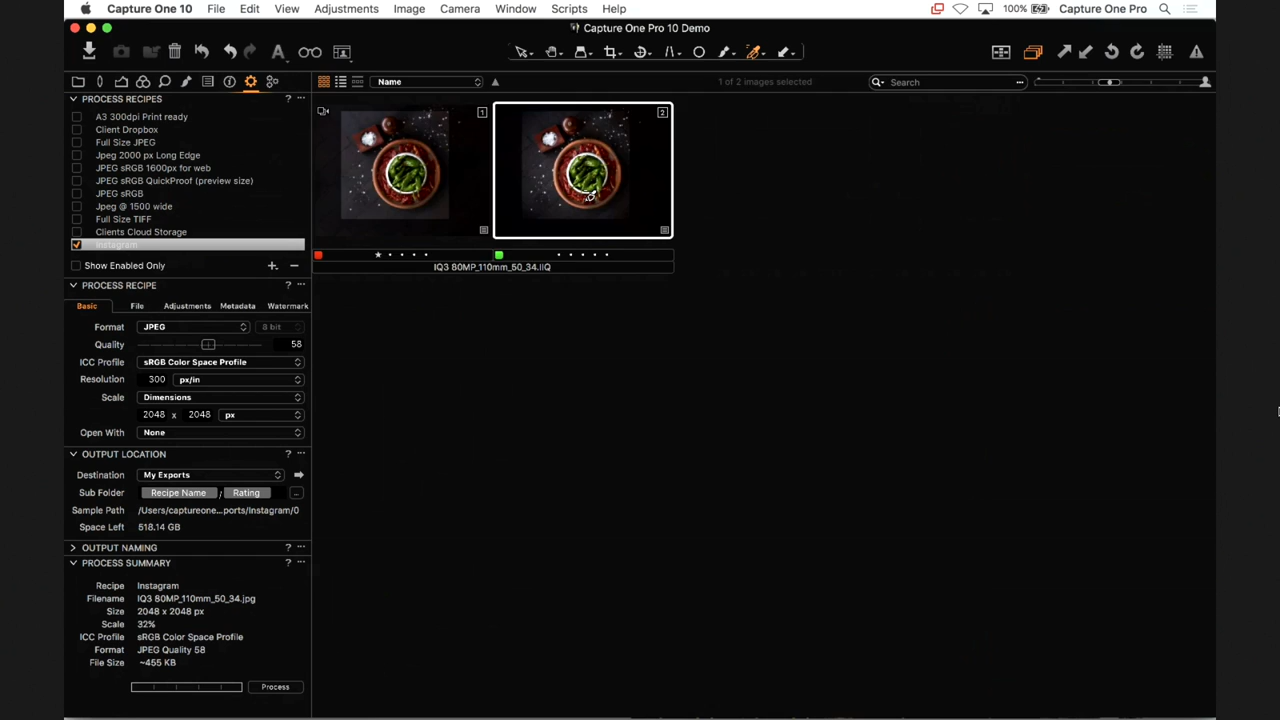 Capture One 10 File Edit View Adjustments Image Camera Window Scripts Help 100% Capture One Pro
Capture One Pro 10 Demo
Name 1 of 2 images selected Search
PROCESS RECIPES ?
A3 300dpi Print ready
Client Dropbox
Full Size JPEG
Jpeg 2000 px Long Edge
JPEG sRGB 1600px for web
JPEG sRGB QuickProof (preview size)
JPEG sRGB
Jpeg @ 1500 wide
Full Size TIFF
Clients Cloud Storage
Instagram
Show Enabled Only
PROCESS RECIPE ?
Basic File Adjustments Metadata Watermark
Format JPEG 8 bit
Quality 58
ICC Profile sRGB Color Space Profile
Resolution 300 px/in
Scale Dimensions
2048 x 2048 px
Open With None
OUTPUT LOCATION ?
Destination My Exports
Sub Folder Recipe Name / Rating ...
Sample Path /Users/captureone...ports/Instagram/0
Space Left 518.14 GB
OUTPUT NAMING ?
PROCESS SUMMARY ?
Recipe Instagram
Filename IQ3 80MP_110mm_50_34.jpg
Size 2048 x 2048 px
Scale 32%
ICC Profile sRGB Color Space Profile
Format JPEG Quality 58
File Size ~455 KB
Process
1 2
IQ3 80MP_110mm_50_34.IIQ